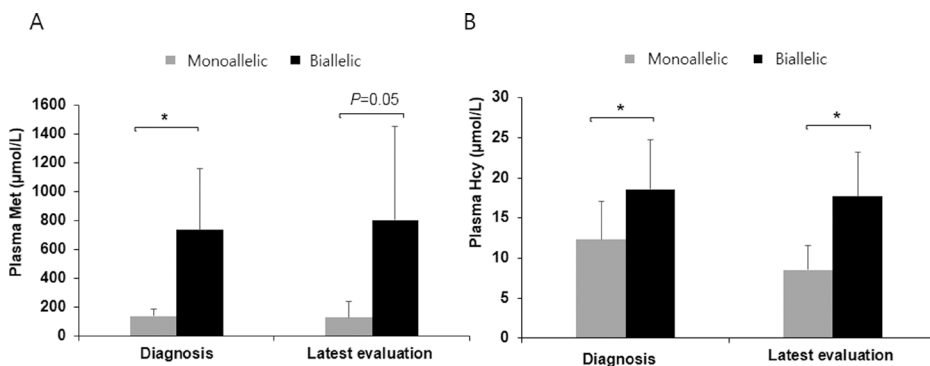 A
Monoallelic Biallelic
Plasma Met (µmol/L)
1600
1400
1200
1000
800
600
400
200
0
*
P=0.05
Diagnosis Latest evaluation
B
Monoallelic Biallelic
Plasma Hcy (µmol/L)
30
25
20
15
10
5
0
*
*
Diagnosis Latest evaluation